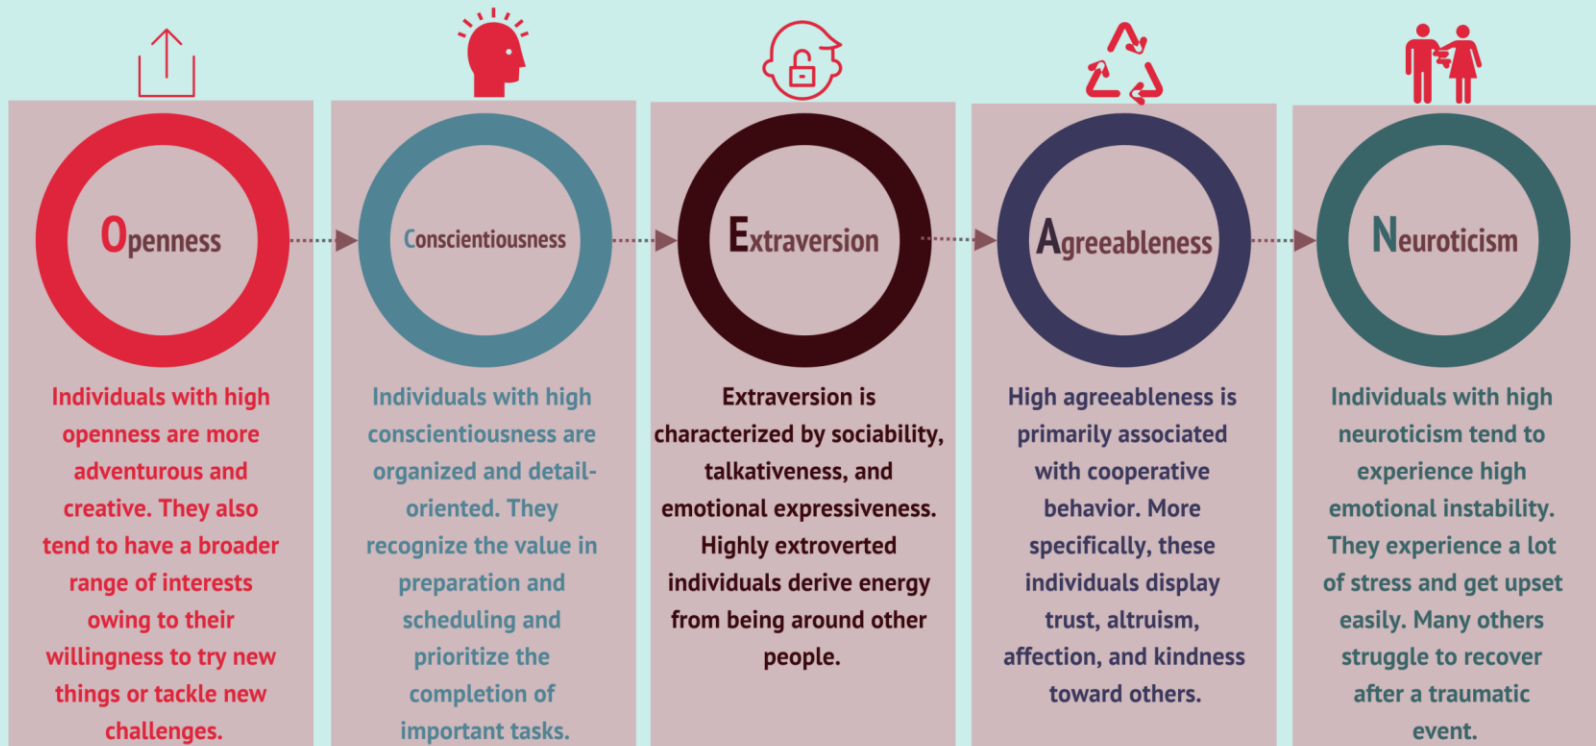 Openness
Individuals with high
openness are more
adventurous and
creative. They also
tend to have a broader
range of interests
owing to their
willingness to try new
things or tackle new
challenges.
Conscientiousness
Individuals with high
conscientiousness are
organized and detail-
oriented. They
recognize the value in
preparation and
scheduling and
prioritize the
completion of
important tasks.
Extraversion
Extraversion is
characterized by sociability,
talkativeness, and
emotional expressiveness.
Highly extroverted
individuals derive energy
from being around other
people.
Agreeableness
High agreeableness is
primarily associated
with cooperative
behavior. More
specifically, these
individuals display
trust, altruism,
affection, and kindness
toward others.
Neuroticism
Individuals with high
neuroticism tend to
experience high
emotional instability.
They experience a lot
of stress and get upset
easily. Many others
struggle to recover
after a traumatic
event.